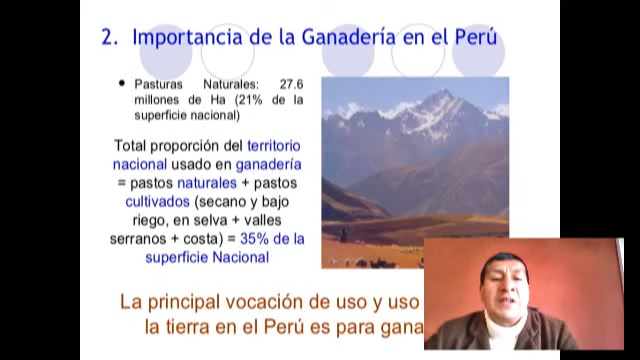 2. Importancia de la Ganadería en el Perú
• Pasturas Naturales: 27.6
millones de Ha (21% de la
superficie nacional)
Total proporción del territorio
nacional usado en ganadería
= pastos naturales + pastos
cultivados (secano y bajo
riego, en selva + valles
serranos + costa) = 35% de la
superficie Nacional
La principal vocación de uso y uso
la tierra en el Perú es para gana